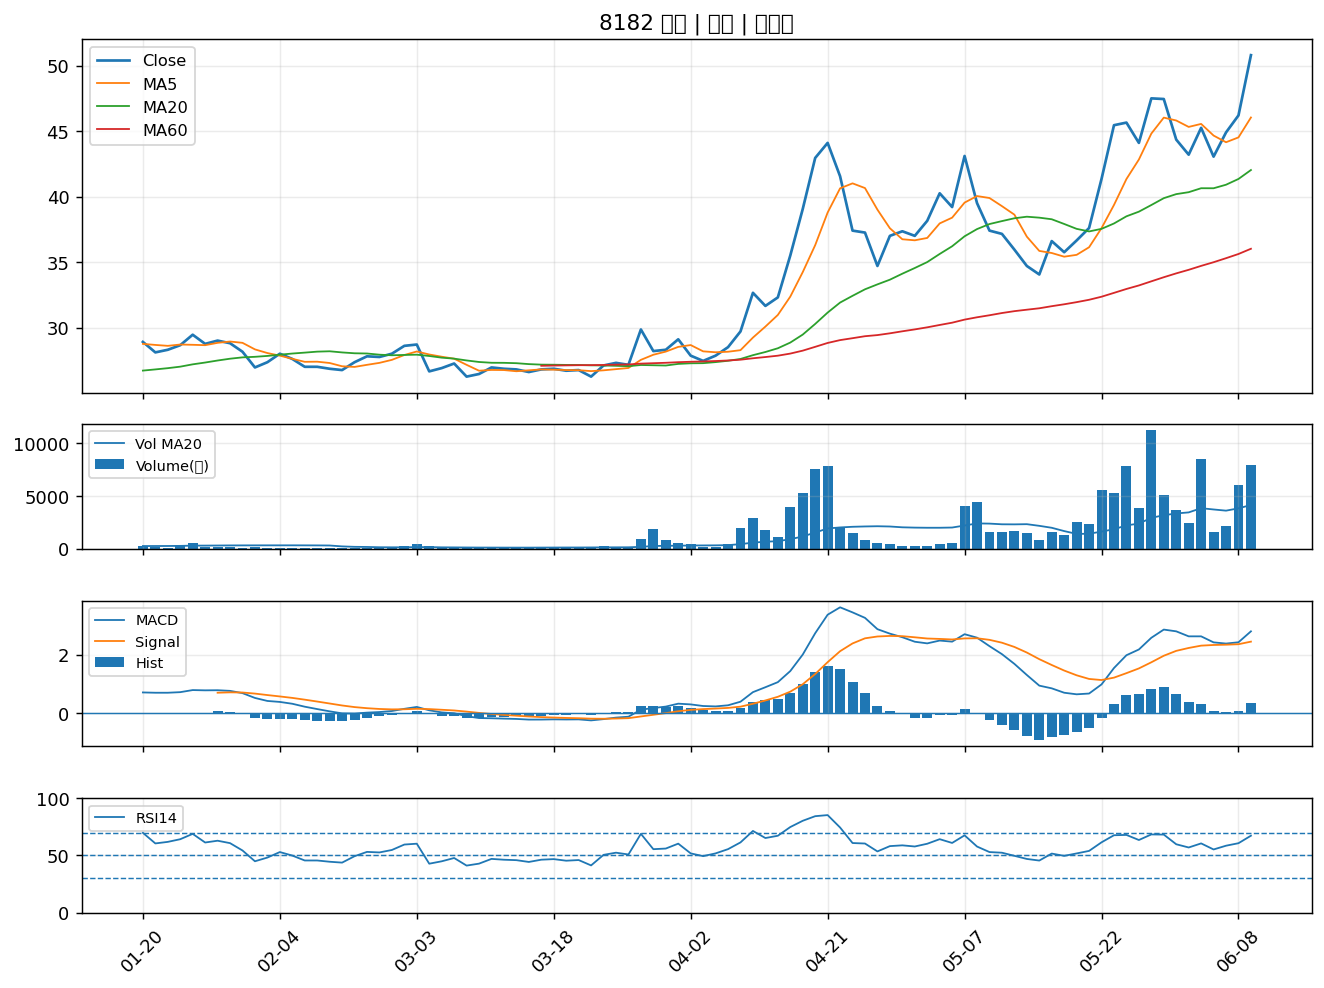 8182 □□ | □□ | □□□
Close
MA5
MA20
MA60
50
45
40
35
30
Vol MA20
Volume(□)
10000
5000
0
MACD
Signal
Hist
2
0
RSI14
100
50
0
01-20
02-04
03-03
03-18
04-02
04-21
05-07
05-22
06-08